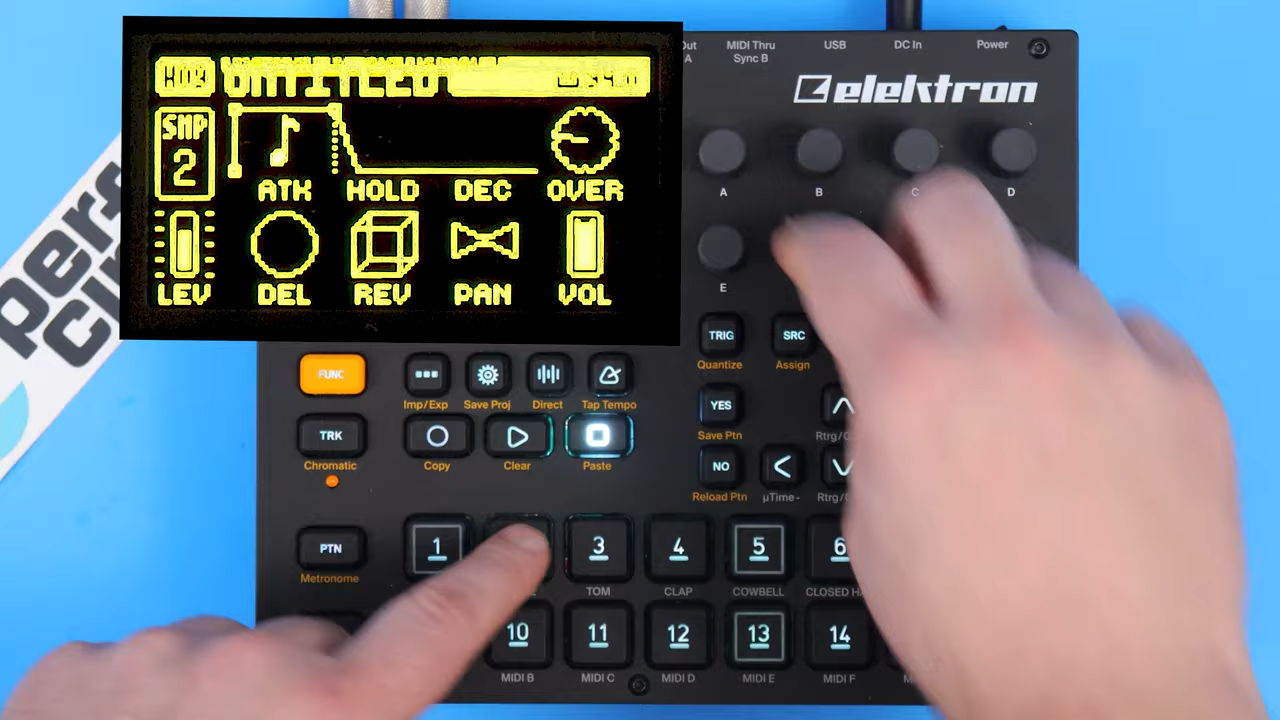 UNTITLED
SMP
2
ATK HOLD DEC OVER
LEV DEL REV PAN VOL
MIDI Thru
Sync B
USB
DC In
Power
A
elektron
A B C D
E
TRIG SRC
Quantize Assign
FUNC
Imp/Exp Save Proj Direct Tap Tempo
YES
Save Ptn
TRK
Chromatic Copy Clear Paste
NO
Reload Ptn µTime-
PTN
Metronome
1 3 4 5 6
TOM CLAP COWBELL
10 11 12 13 14
MIDI B MIDI C MIDI D MIDI E MIDI F